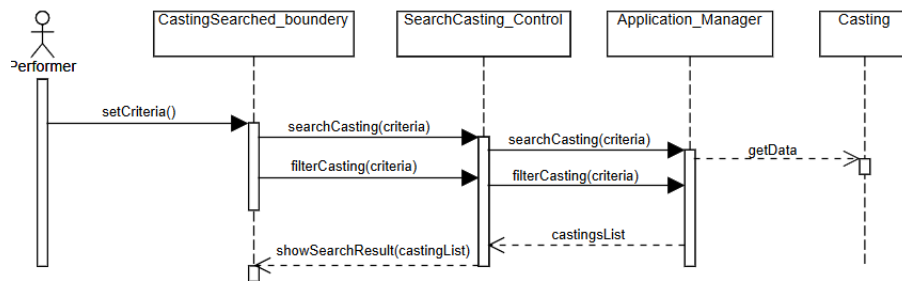 CastingSearched_boundery
SearchCasting_Control
Application_Manager
Casting
Performer
setCriteria()
searchCasting(criteria)
searchCasting(criteria)
getData
filterCasting(criteria)
filterCasting(criteria)
castingsList
showSearchResult(castingList)